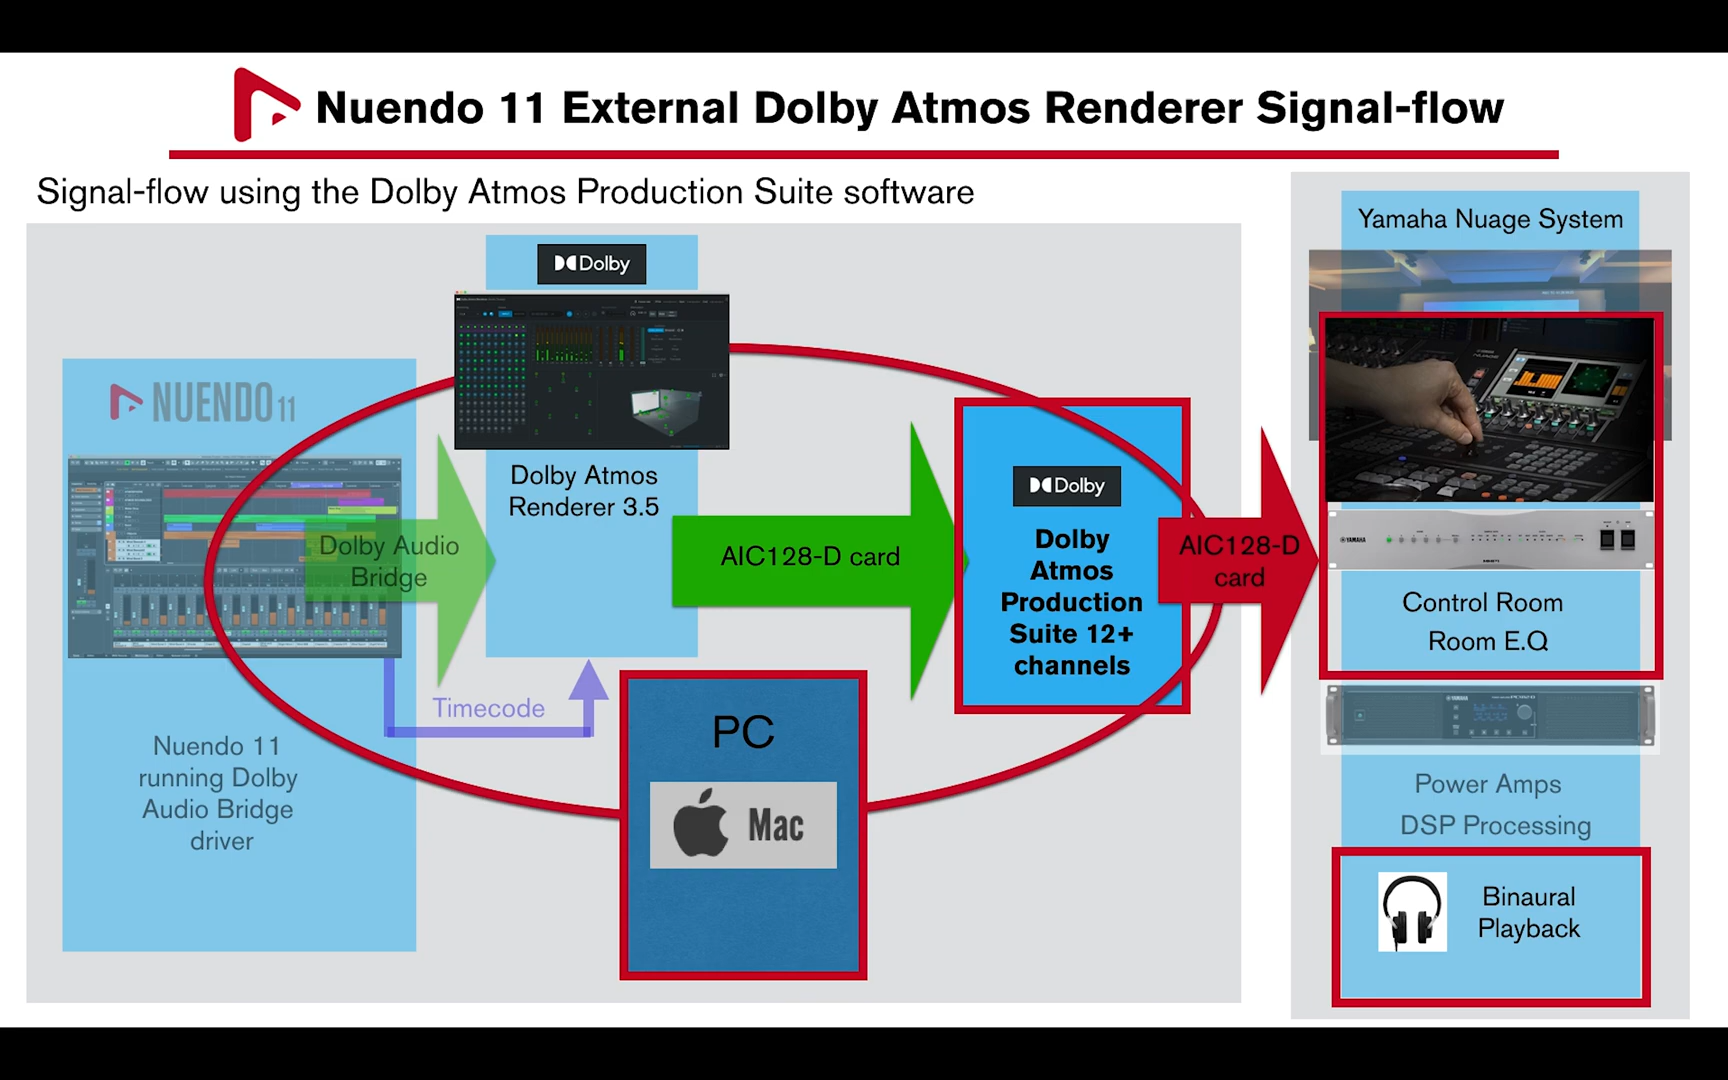 Nuendo 11 External Dolby Atmos Renderer Signal-flow
Signal-flow using the Dolby Atmos Production Suite software
Dolby
Dolby Atmos
Renderer 3.5
NUENDO 11
Dolby Audio
Bridge
Timecode
Nuendo 11
running Dolby
Audio Bridge
driver
AIC128-D card
PC
Mac
Dolby
Dolby
Atmos
Production
Suite 12+
channels
AIC128-D
card
Yamaha Nuage System
YAMAHA
Control Room
Room E.Q
YAMAHA
Power Amps
DSP Processing
Binaural
Playback